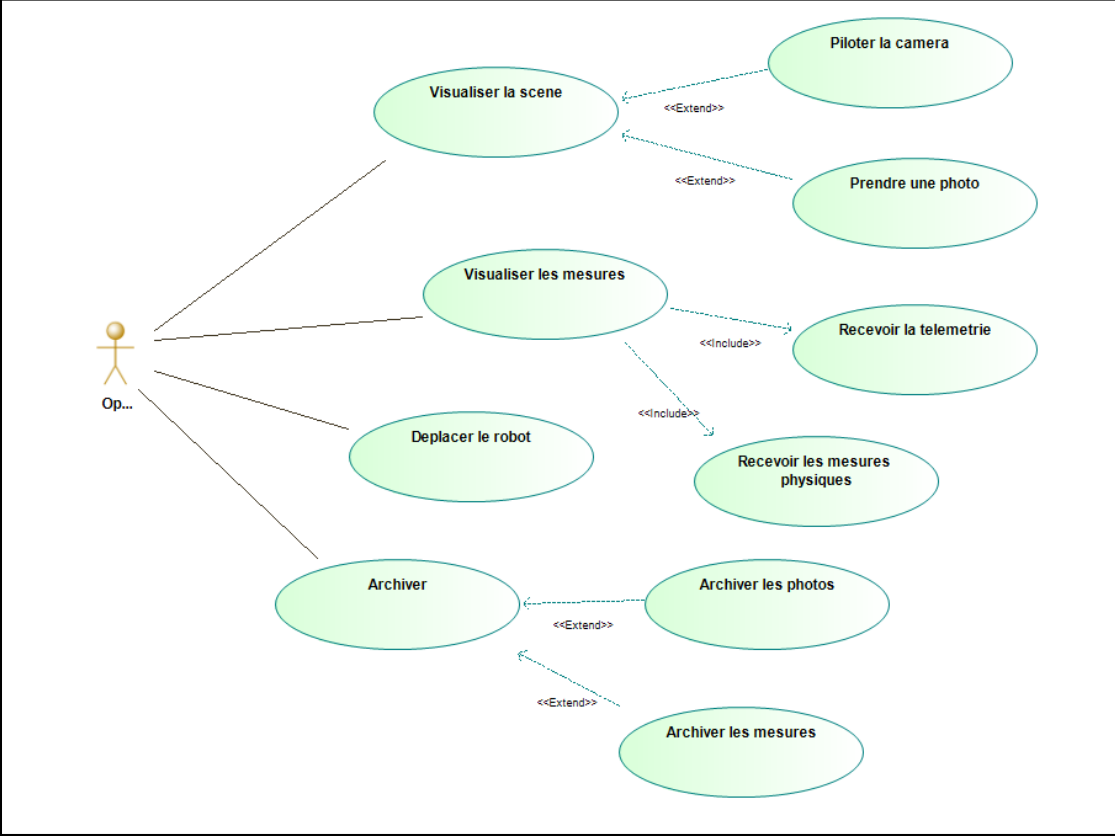 Piloter la camera
Visualiser la scene
<<Extend>>
<<Extend>>
Prendre une photo
Visualiser les mesures
Recevoir la telemetrie
<<Include>>
Op...
<<Include>>
Deplacer le robot
Recevoir les mesures
physiques
Archiver
Archiver les photos
<<Extend>>
<<Extend>>
Archiver les mesures